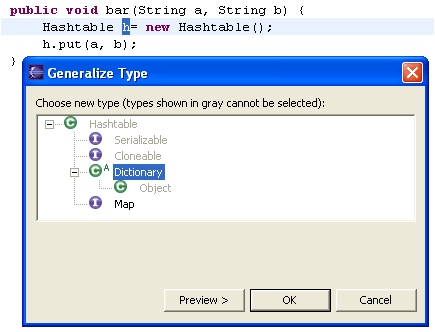 public void bar(String a, String b) {
Hashtable h= new Hashtable();
h.put(a, b);
}
Generalize Type
Choose new type (types shown in gray cannot be selected):
C Hashtable
I Serializable
I Cloneable
C A Dictionary
C Object
I Map
Preview > OK Cancel